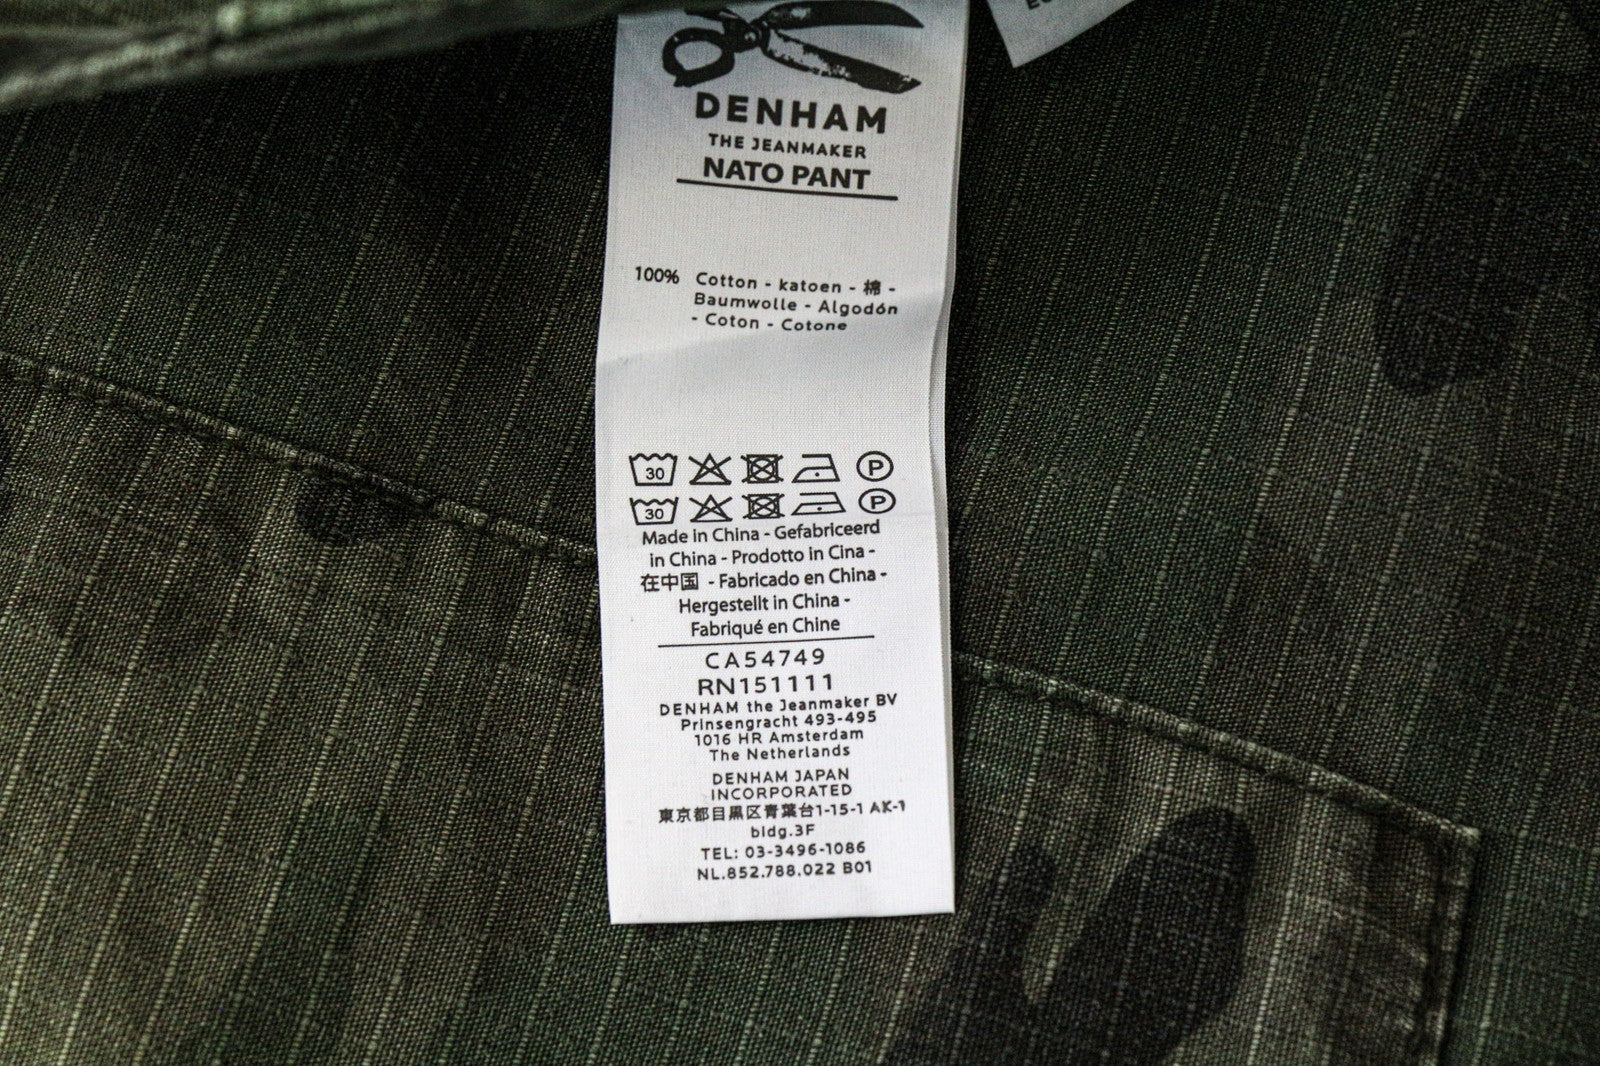 DENHAM
THE JEANMAKER
NATO PANT
100% Cotton - katoen - 棉 -
Baumwolle - Algodón
- Coton - Cotone
30 P
30 P
Made in China - Gefabriceerd
in China - Prodotto in Cina -
在中国 - Fabricado en China -
Hergestellt in China -
Fabriqué en Chine
CA54749
RN151111
DENHAM the Jeanmaker BV
Prinsengracht 493-495
1016 HR Amsterdam
The Netherlands
DENHAM JAPAN
INCORPORATED
東京都目黒区青葉台1-15-1 AK-1
bldg.3F
TEL: 03-3496-1086
NL.852.788.022 B01